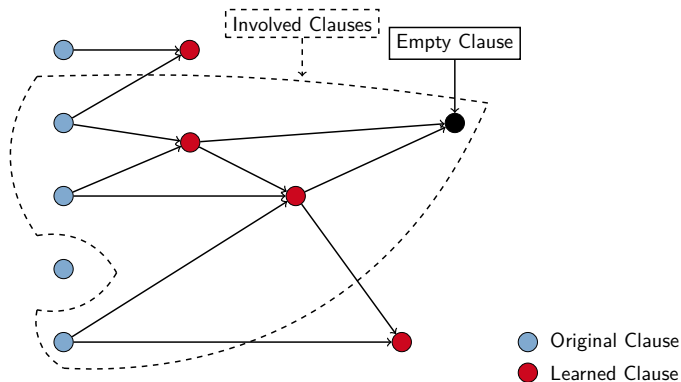 Involved Clauses
Empty Clause
Original Clause
Learned Clause